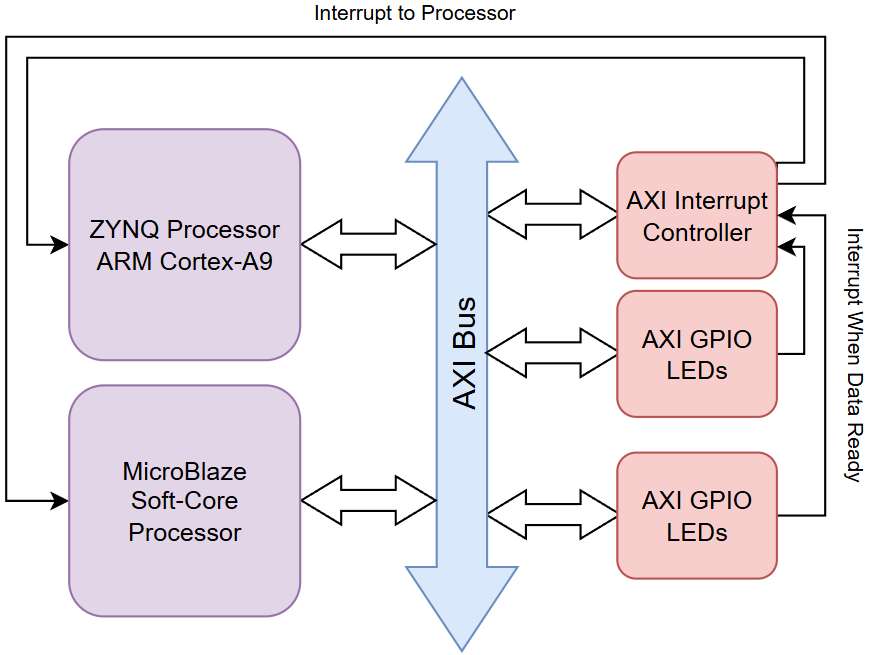 Interrupt to Processor
ZYNQ Processor
ARM Cortex-A9
MicroBlaze
Soft-Core
Processor
AXI Bus
AXI Interrupt
Controller
AXI GPIO
LEDs
AXI GPIO
LEDs
Interrupt When Data Ready